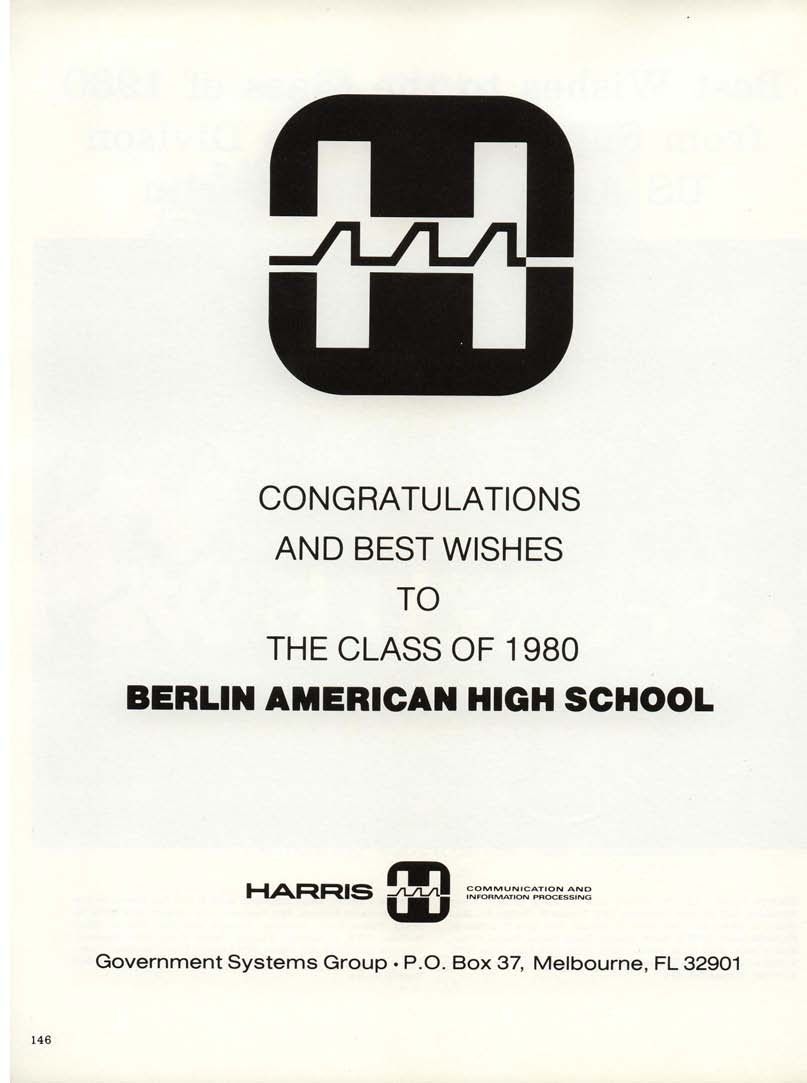 CONGRATULATIONS
AND BEST WISHES
TO
THE CLASS OF 1980
BERLIN AMERICAN HIGH SCHOOL
HARRIS
COMMUNICATION AND
INFORMATION PROCESSING
Government Systems Group • P.O. Box 37, Melbourne, FL 32901
146